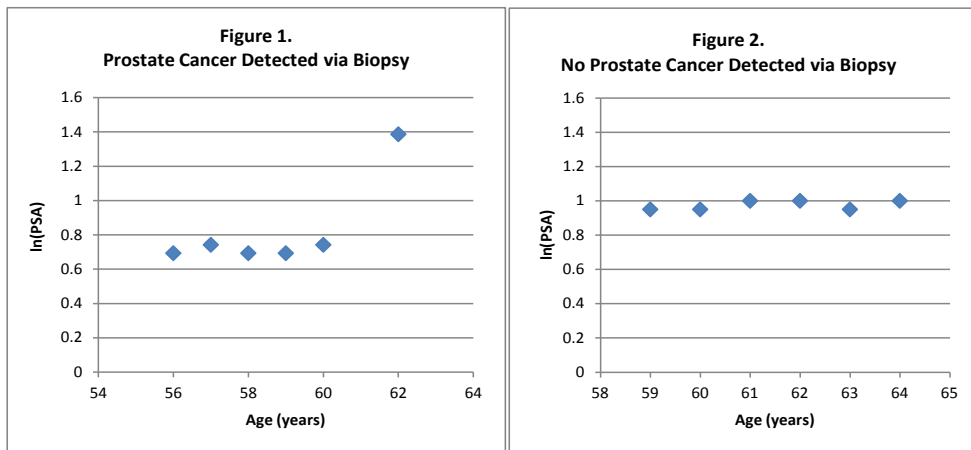 Figure 1.
Prostate Cancer Detected via Biopsy
1.6
1.4
1.2
1
0.8
0.6
0.4
0.2
0
ln(PSA)
54 56 58 60 62 64
Age (years)
Figure 2.
No Prostate Cancer Detected via Biopsy
1.6
1.4
1.2
1
0.8
0.6
0.4
0.2
0
ln(PSA)
58 59 60 61 62 63 64 65
Age (years)